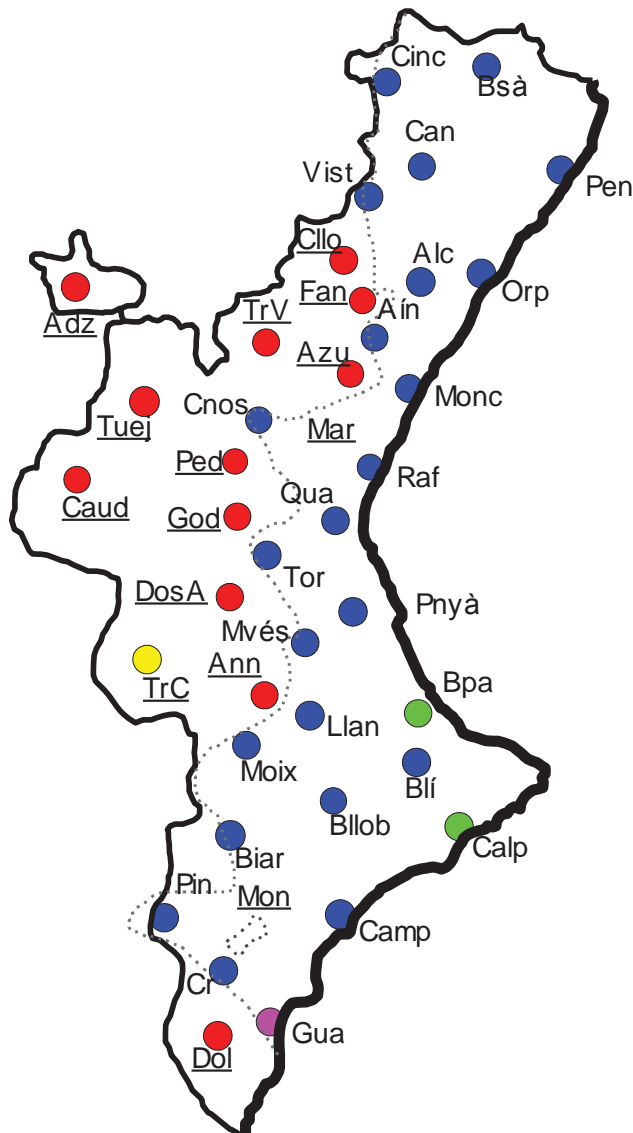 Cinc
Bsà
Can
Vist
Pen
Cllo
Alc
Fan
Orp
Adz
TrV
Aín
Azu
Monc
Tuej
Cnos
Mar
Ped
Raf
Caud
Qua
God
Tor
DosA
Pnyà
Mvés
Ann
TrC
Bpa
Llan
Moix
Blí
Bllob
Biar
Calp
Pin
Mon
Camp
Cr
Gua
Dol